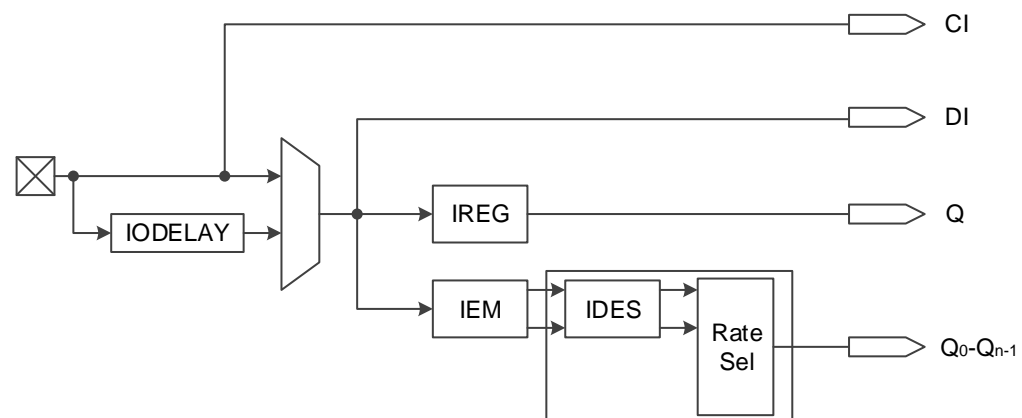 CI
DI
IODELAY
IREG
Q
IEM
IDES
Rate
Sel
Q0-Qn-1